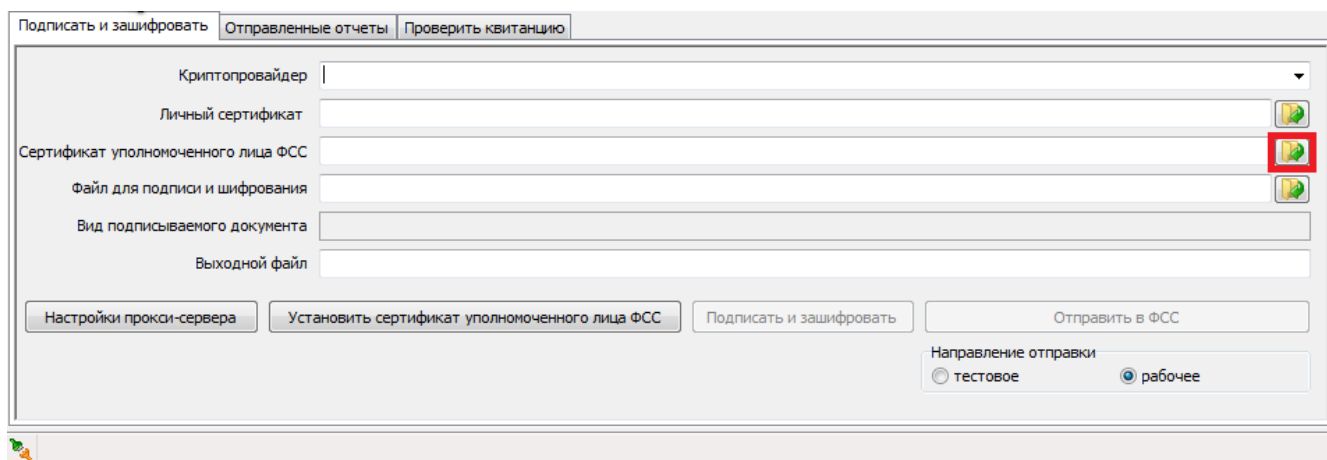 Подписать и зашифровать Отправленные отчеты Проверить квитанцию
Криптопровайдер
Личный сертификат
Сертификат уполномоченного лица ФСС
Файл для подписи и шифрования
Вид подписываемого документа
Выходной файл
Настройки прокси-сервера Установить сертификат уполномоченного лица ФСС Подписать и зашифровать Отправить в ФСС
Направление отправки
тестовое рабочее